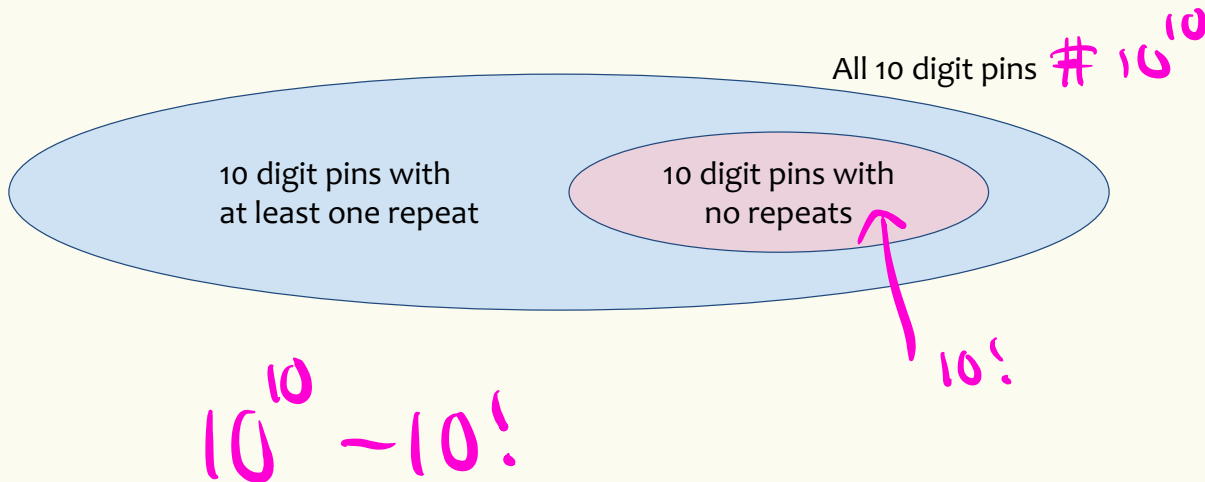 All 10 digit pins # 10^10
10 digit pins with
at least one repeat
10 digit pins with
no repeats
10!
10^10 - 10!